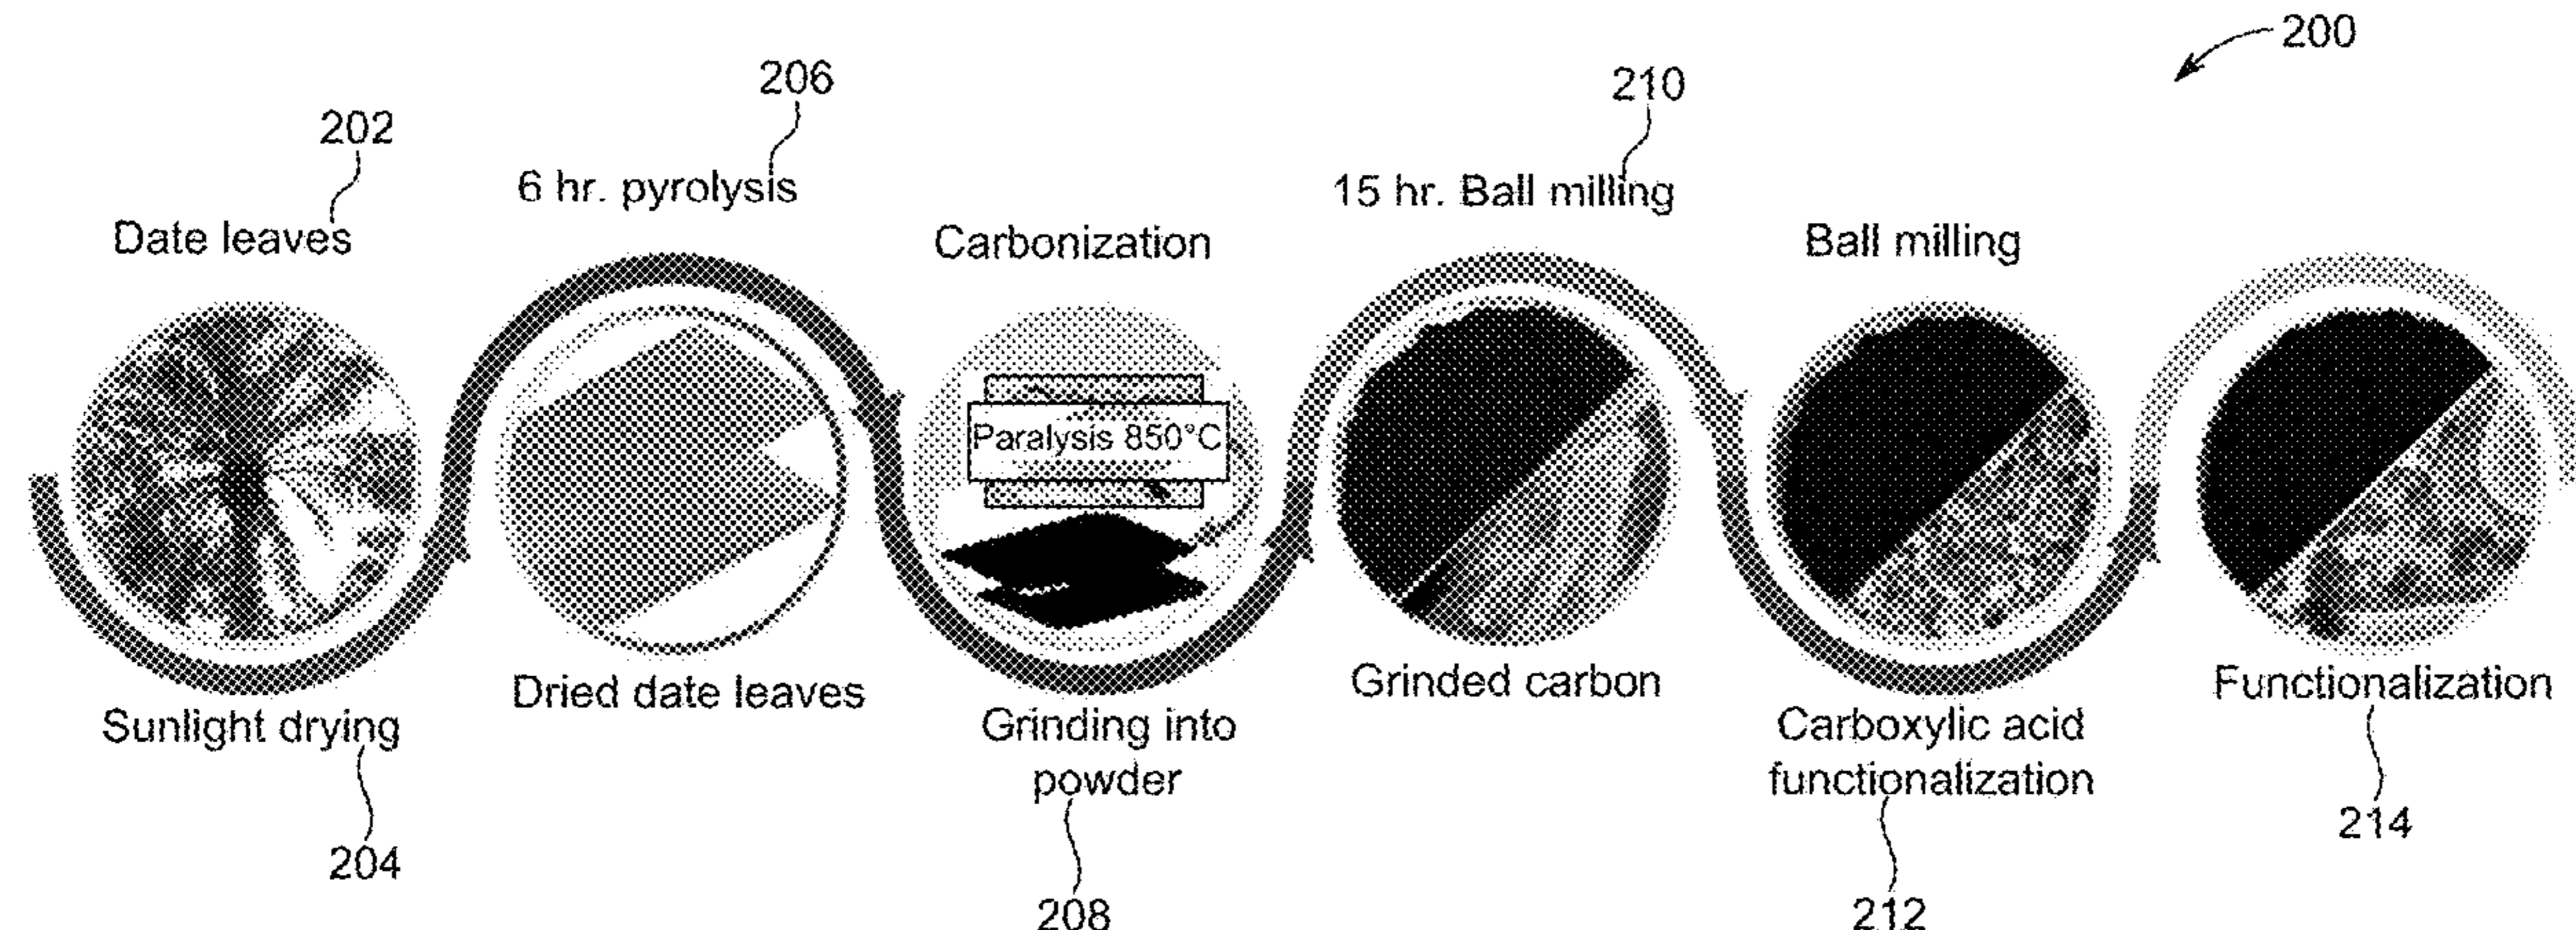 200
202
Date leaves
204
Sunlight drying
206
6 hr. pyrolysis
Dried date leaves
Carbonization
Paralysis 850°C
Grinding into
powder
208
210
15 hr. Ball milling
Grinded carbon
Ball milling
Carboxylic acid
functionalization
212
Functionalization
214